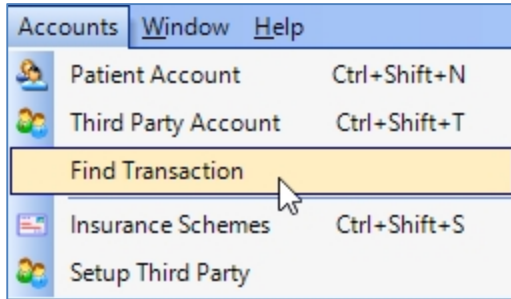 Accounts Window Help
Patient Account Ctrl+Shift+N
Third Party Account Ctrl+Shift+T
Find Transaction
Insurance Schemes Ctrl+Shift+S
Setup Third Party